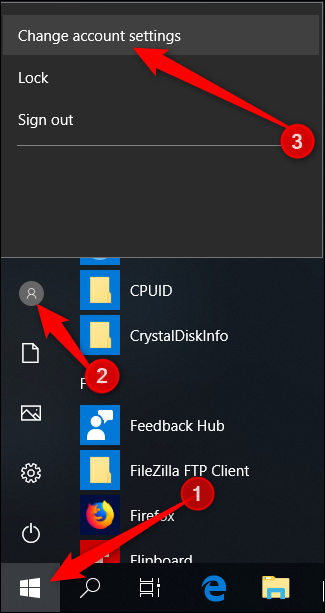 Change account settings
Lock
Sign out
3
CPUID
2
CrystalDiskInfo
F
Feedback Hub
FileZilla FTP Client
1
Firefox
Flipboard